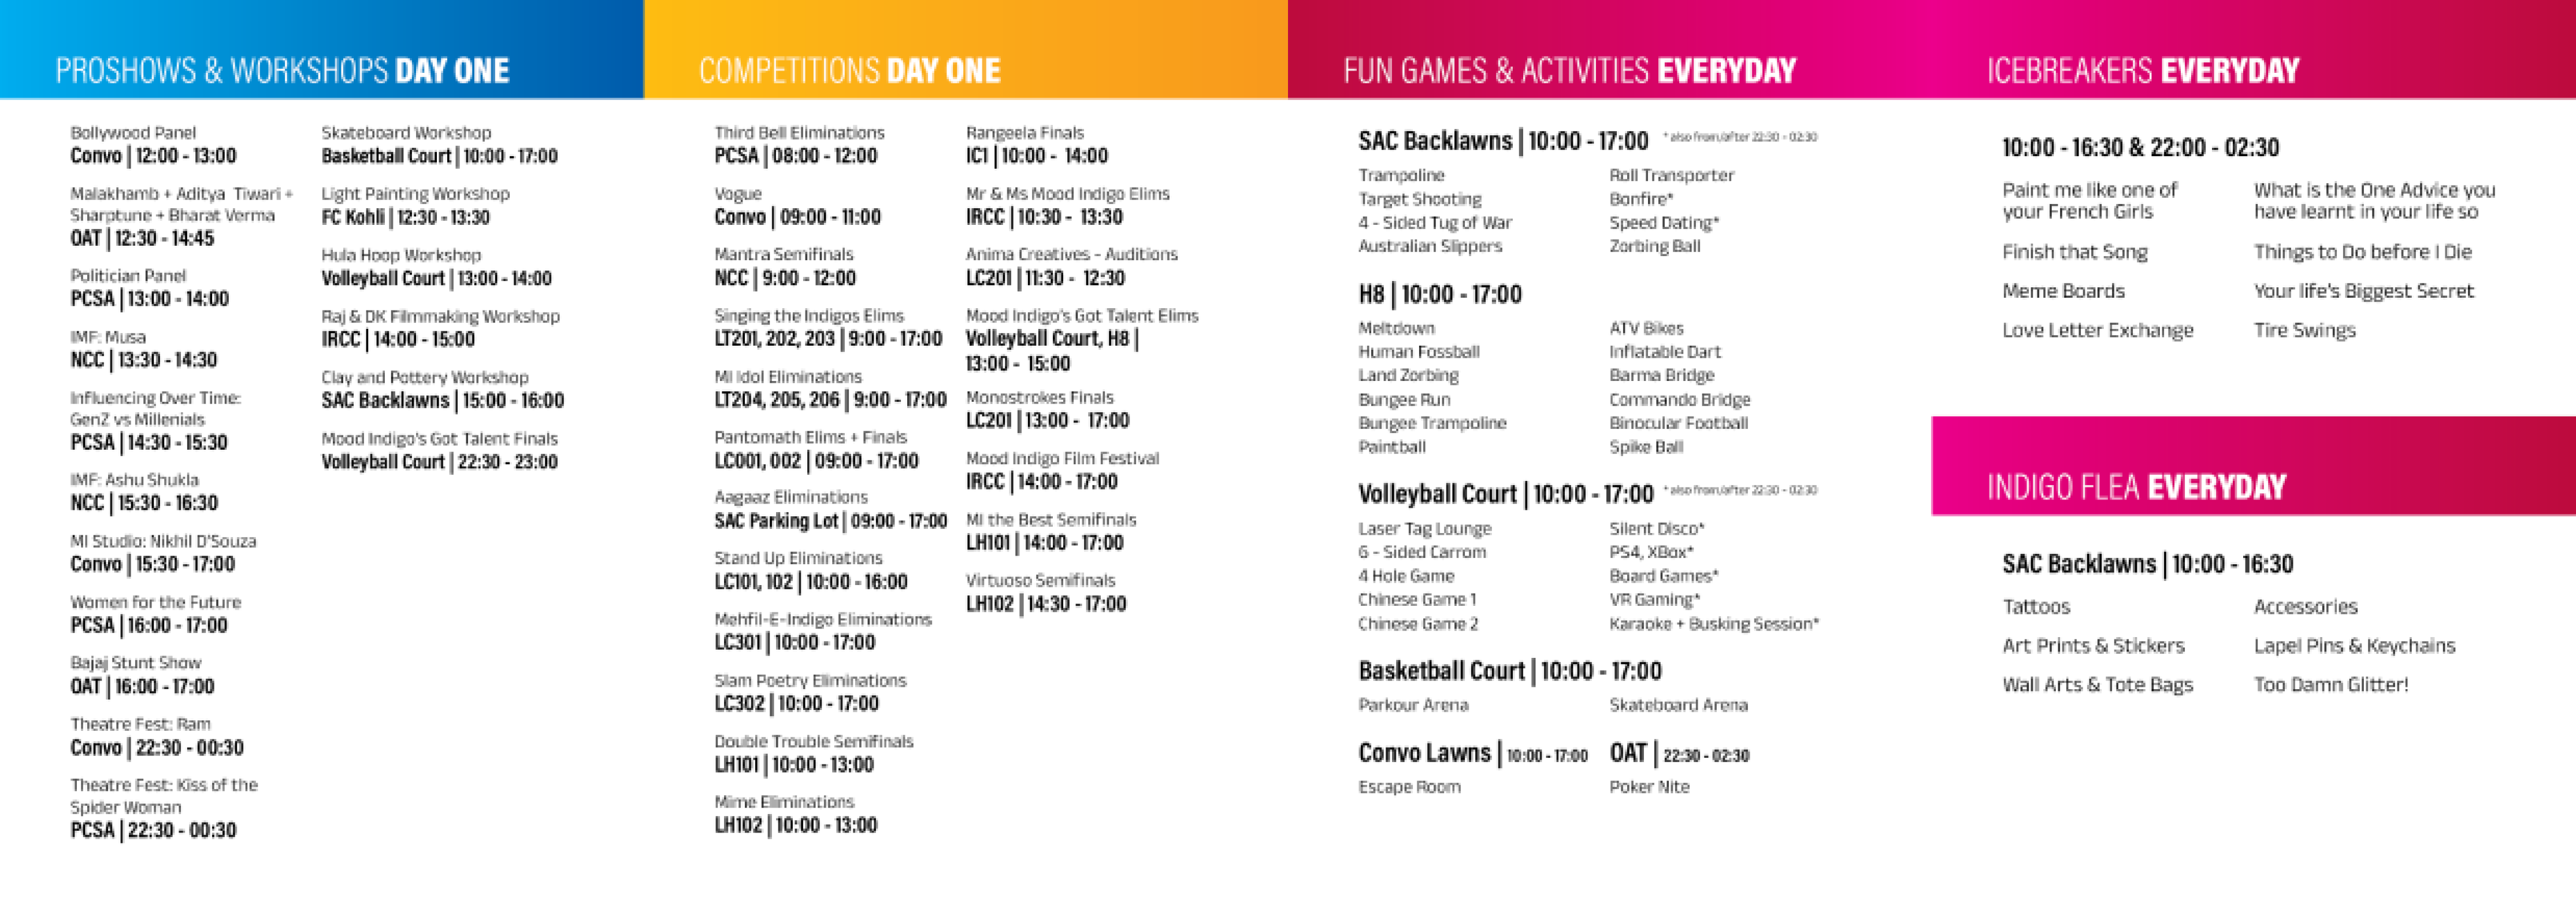 PROSHOWS & WORKSHOPS DAY ONE
Bollywood Panel
Convo | 12:00 - 13:00
Malakhamb + Aditya Tiwari +
Sharptune + Bharat Verma
OAT | 12:30 - 14:45
Politician Panel
PCSA | 13:00 - 14:00
IMF: Musa
NCC | 13:30 - 14:30
Influencing Over Time:
GenZ vs Millenials
PCSA | 14:30 - 15:30
IMF: Ashu Shukla
NCC | 15:30 - 16:30
MI Studio: Nikhil D'Souza
Convo | 15:30 - 17:00
Women for the Future
PCSA | 16:00 - 17:00
Bajaj Stunt Show
OAT | 16:00 - 17:00
Theatre Fest: Ram
Convo | 22:30 - 00:30
Theatre Fest: Kiss of the
Spider Woman
PCSA | 22:30 - 00:30
Skateboard Workshop
Basketball Court | 10:00 - 17:00
Light Painting Workshop
FC Kohli | 12:30 - 13:30
Hula Hoop Workshop
Volleyball Court | 13:00 - 14:00
Raj & DK Filmmaking Workshop
IRCC | 14:00 - 15:00
Clay and Pottery Workshop
SAC Backlawns | 15:00 - 16:00
Mood Indigo's Got Talent Finals
Volleyball Court | 22:30 - 23:00
COMPETITIONS DAY ONE
Third Bell Eliminations
PCSA | 08:00 - 12:00
Vogue
Convo | 09:00 - 11:00
Mantra Semifinals
NCC | 9:00 - 12:00
Singing the Indigos Elims
LT201, 202, 203 | 9:00 - 17:00
MI Idol Eliminations
LT204, 205, 206 | 9:00 - 17:00
Pantomath Elims + Finals
LC001, 002 | 09:00 - 17:00
Aagaaz Eliminations
SAC Parking Lot | 09:00 - 17:00
Stand Up Eliminations
LC101, 102 | 10:00 - 16:00
Mehfil-E-Indigo Eliminations
LC301 | 10:00 - 17:00
Slam Poetry Eliminations
LC302 | 10:00 - 17:00
Double Trouble Semifinals
LH101 | 10:00 - 13:00
Mime Eliminations
LH102 | 10:00 - 13:00
Rangeela Finals
IC1 | 10:00 - 14:00
Mr & Ms Mood Indigo Elims
IRCC | 10:30 - 13:30
Anima Creatives - Auditions
LC201 | 11:30 - 12:30
Mood Indigo's Got Talent Elims
Volleyball Court, H8 |
13:00 - 15:00
Monostrokes Finals
LC201 | 13:00 - 17:00
Mood Indigo Film Festival
IRCC | 14:00 - 17:00
MI the Best Semifinals
LH101 | 14:00 - 17:00
Virtuoso Semifinals
LH102 | 14:30 - 17:00
FUN GAMES & ACTIVITIES EVERYDAY
SAC Backlawns | 10:00 - 17:00 * also from/after 22:30 - 02:30
Trampoline
Target Shooting
4 - Sided Tug of War
Australian Slippers
Roll Transporter
Bonfire*
Speed Dating*
Zorbing Ball
H8 | 10:00 - 17:00
Meltdown
Human Fossball
Land Zorbing
Bungee Run
Bungee Trampoline
Paintball
ATV Bikes
Inflatable Dart
Barma Bridge
Commando Bridge
Binocular Football
Spike Ball
Volleyball Court | 10:00 - 17:00 * also from/after 22:30 - 02:30
Laser Tag Lounge
6 - Sided Carrom
4 Hole Game
Chinese Game 1
Chinese Game 2
Silent Disco*
PS4, XBox*
Board Games*
VR Gaming*
Karaoke + Busking Session*
Basketball Court | 10:00 - 17:00
Parkour Arena
Skateboard Arena
Convo Lawns | 10:00 - 17:00
Escape Room
OAT | 22:30 - 02:30
Poker Nite
ICEBREAKERS EVERYDAY
10:00 - 16:30 & 22:00 - 02:30
Paint me like one of
your French Girls
Finish that Song
Meme Boards
Love Letter Exchange
What is the One Advice you
have learnt in your life so
Things to Do before I Die
Your life's Biggest Secret
Tire Swings
INDIGO FLEA EVERYDAY
SAC Backlawns | 10:00 - 16:30
Tattoos
Art Prints & Stickers
Wall Arts & Tote Bags
Accessories
Lapel Pins & Keychains
Too Damn Glitter!